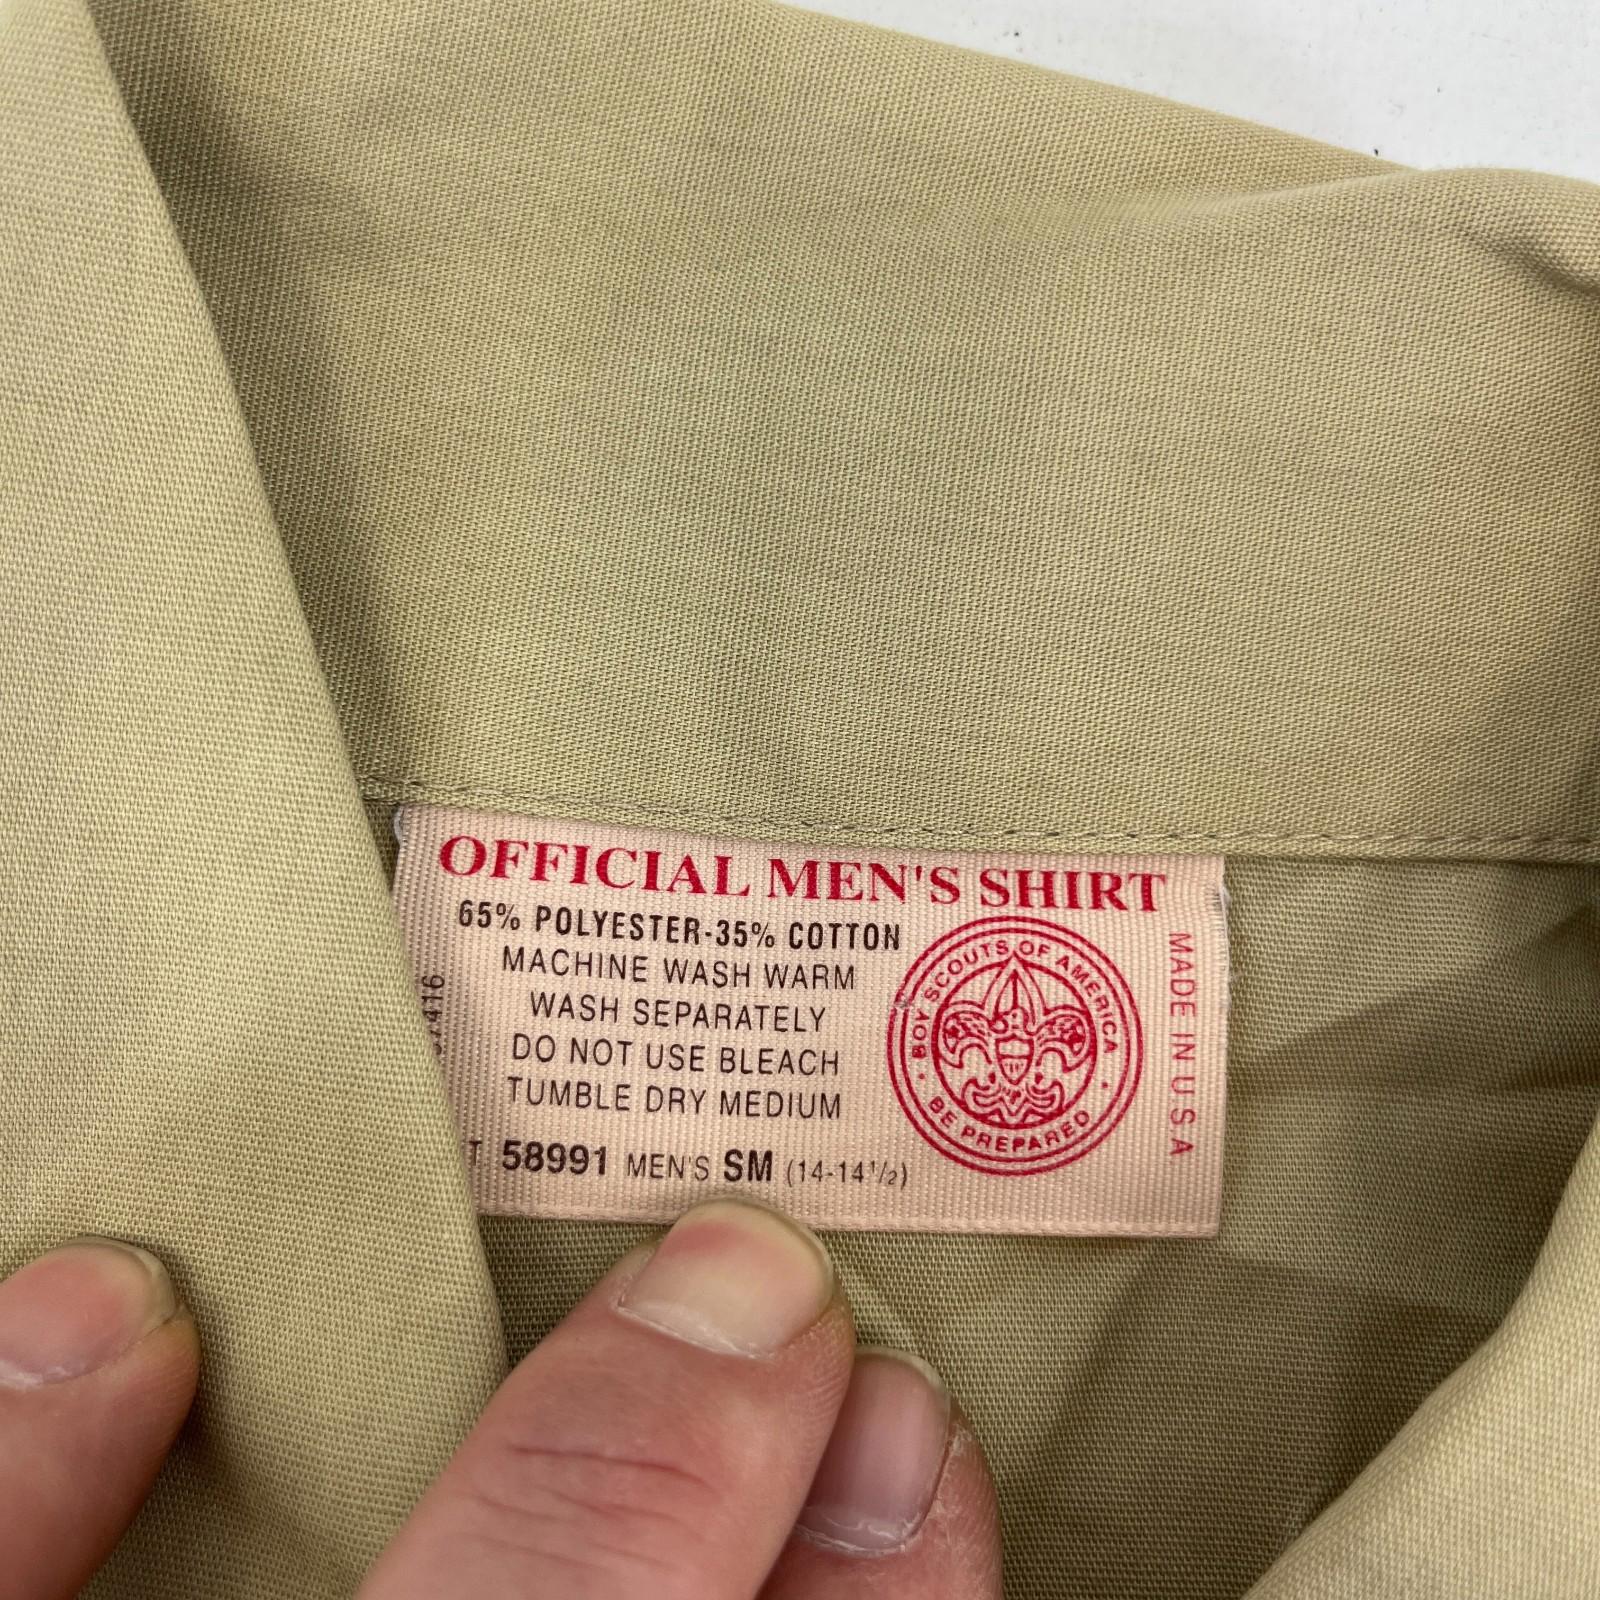 OFFICIAL MEN'S SHIRT
65% POLYESTER-35% COTTON
MACHINE WASH WARM
WASH SEPARATELY
DO NOT USE BLEACH
TUMBLE DRY MEDIUM
58991 MEN'S SM (14-14½)
BOY SCOUTS OF AMERICA
· BE PREPARED ·
MADE IN U S A